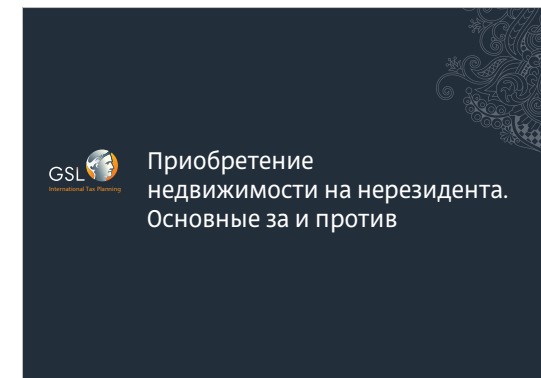 GSL
International Tax Planning
Приобретение
недвижимости на нерезидента.
Основные за и против